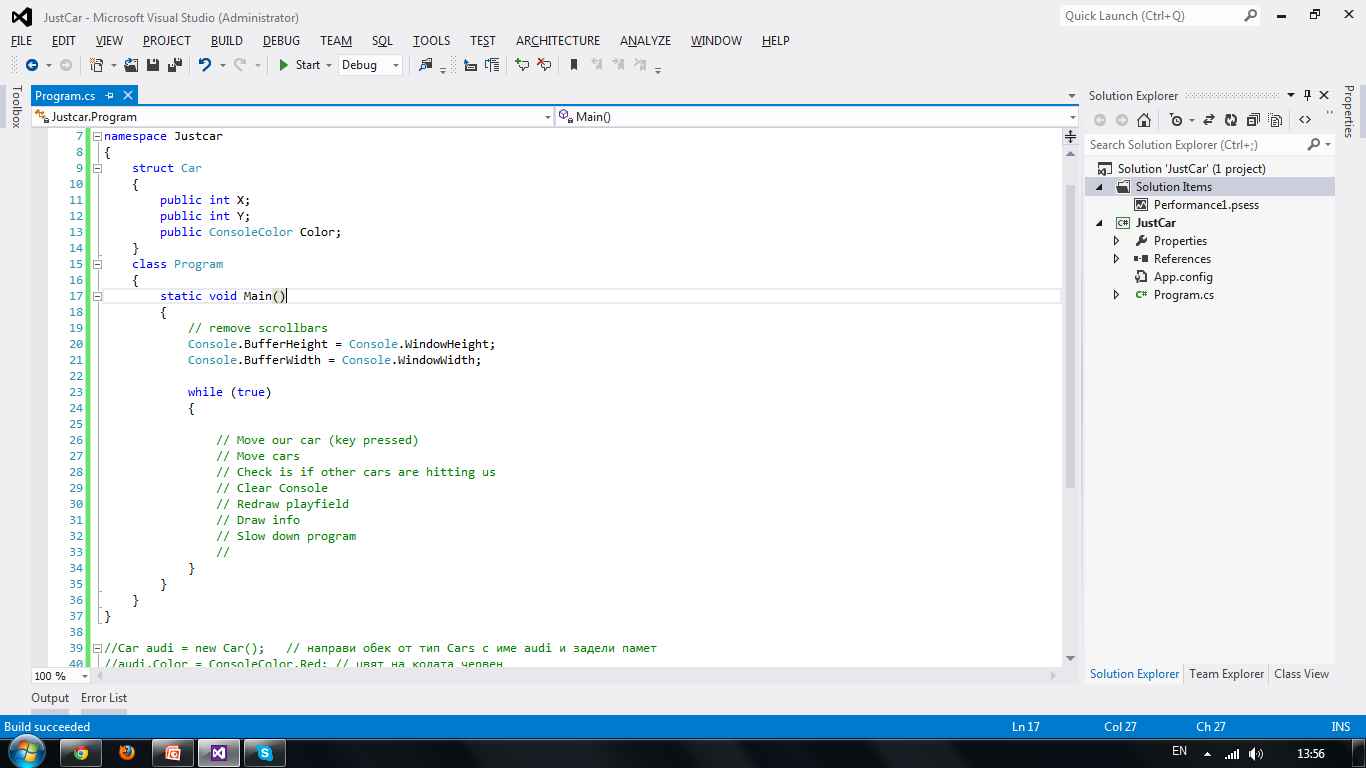 JustCar - Microsoft Visual Studio (Administrator)
Quick Launch (Ctrl+Q)
FILE EDIT VIEW PROJECT BUILD DEBUG TEAM SQL TOOLS TEST ARCHITECTURE ANALYZE WINDOW HELP
Start Debug
Toolbox
Program.cs
Justcar.Program Main()
7 namespace Justcar
8 {
9 struct Car
10 {
11 public int X;
12 public int Y;
13 public ConsoleColor Color;
14 }
15 class Program
16 {
17 static void Main()
18 {
19 // remove scrollbars
20 Console.BufferHeight = Console.WindowHeight;
21 Console.BufferWidth = Console.WindowWidth;
22
23 while (true)
24 {
25
26 // Move our car (key pressed)
27 // Move cars
28 // Check is if other cars are hitting us
29 // Clear Console
30 // Redraw playfield
31 // Draw info
32 // Slow down program
33 //
34 }
35 }
36 }
37 }
38
39 //Car audi = new Car(); // направи обек от тип Cars с име audi и задели памет
40 //audi.Color = ConsoleColor.Red; // цвят на колата червен
100 %
Output Error List
Solution Explorer
Search Solution Explorer (Ctrl+;)
Solution 'JustCar' (1 project)
Solution Items
Performance1.psess
C# JustCar
Properties
References
App.config
C# Program.cs
Solution Explorer Team Explorer Class View
Properties
Build succeeded Ln 17 Col 27 Ch 27 INS
EN 13:56